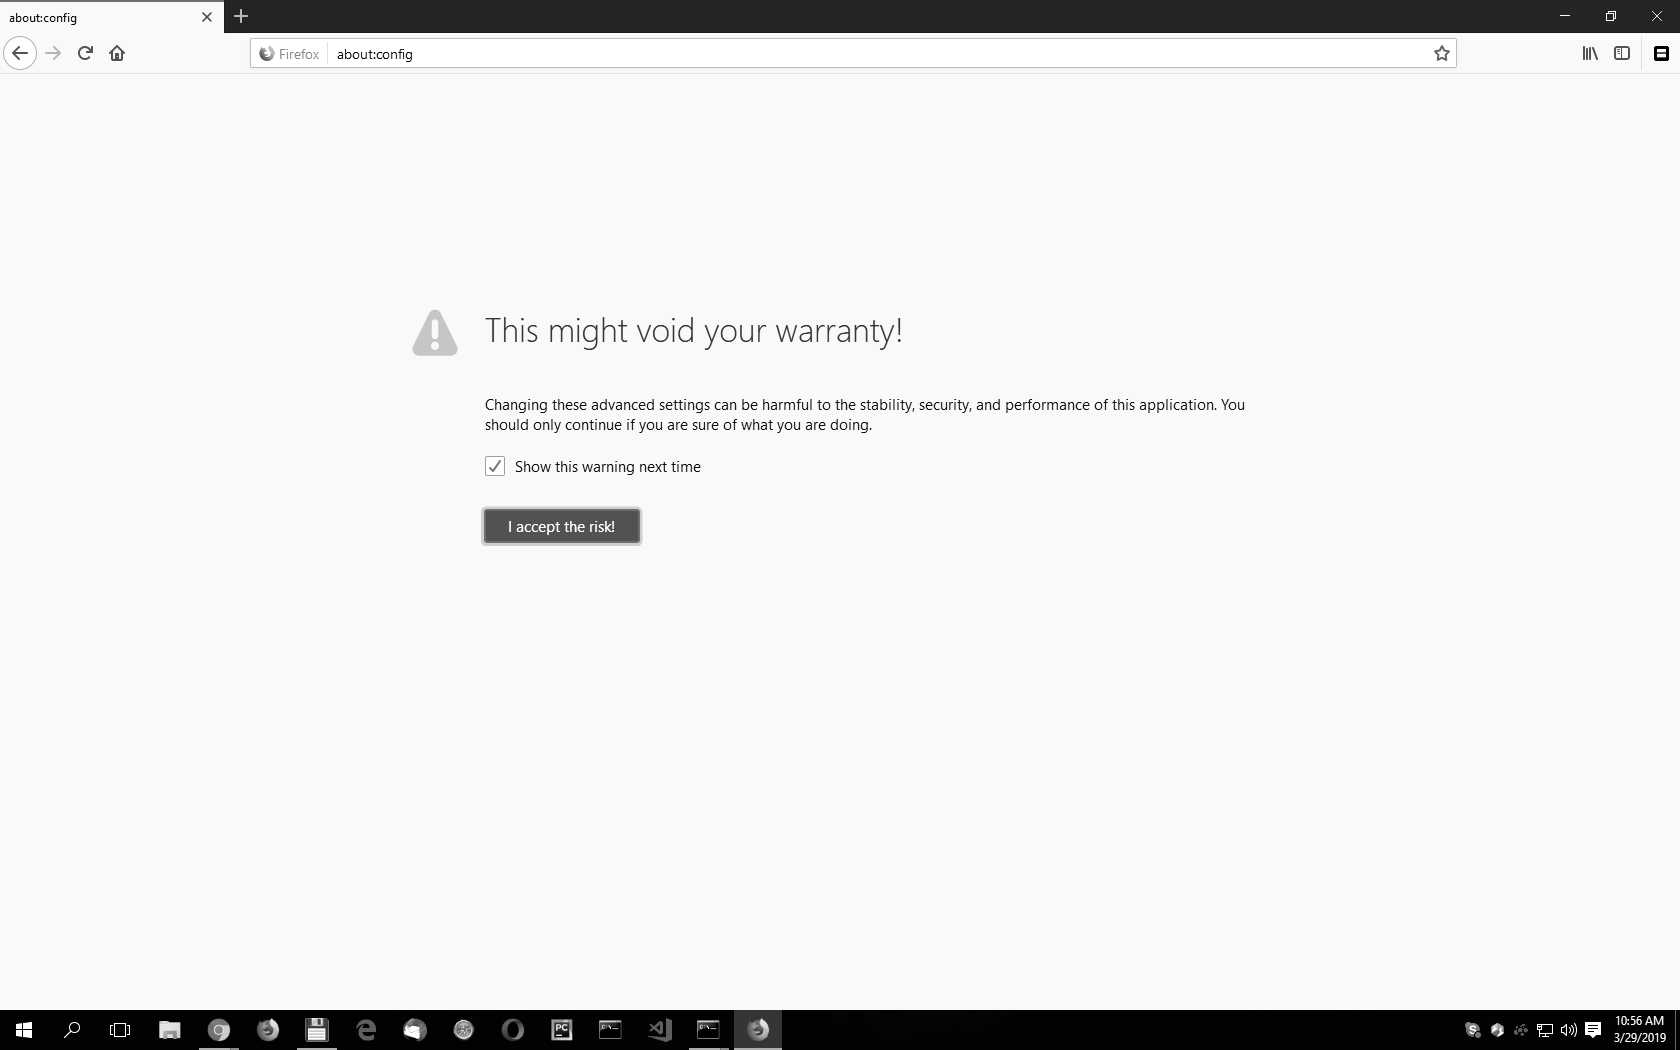 about:config
Firefox
about:config
This might void your warranty!
Changing these advanced settings can be harmful to the stability, security, and performance of this application. You
should only continue if you are sure of what you are doing.
Show this warning next time
I accept the risk!
PC
10:56 AM
3/29/2019